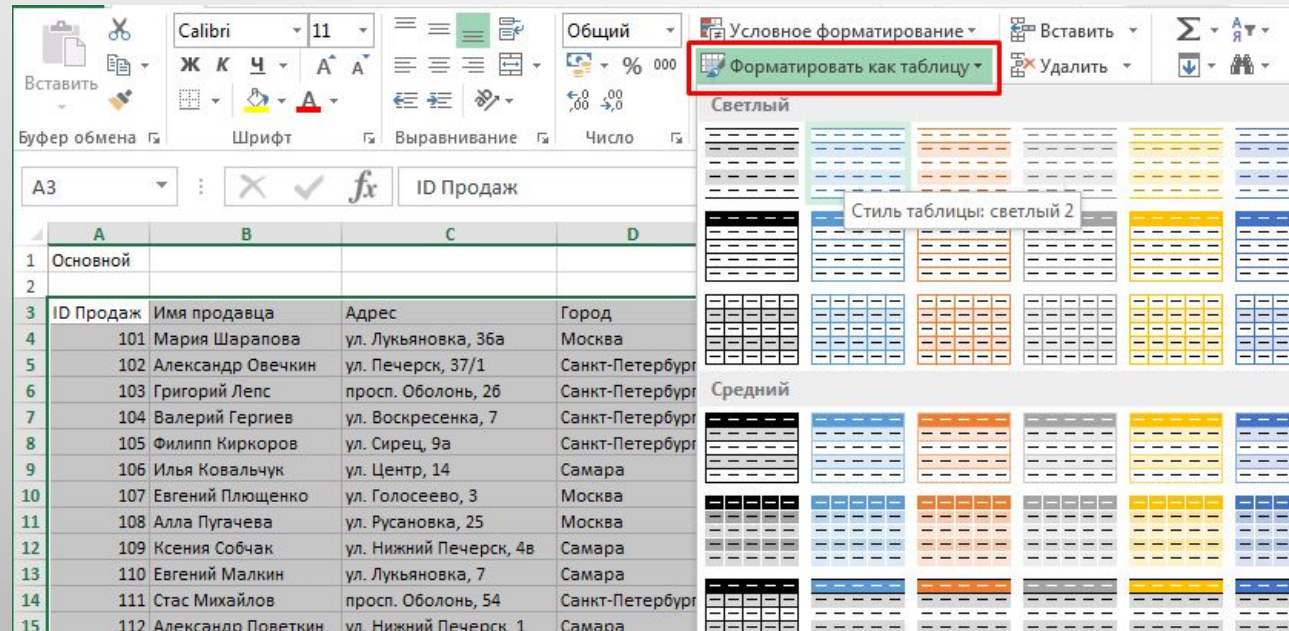 Calibri 11 Общий Условное форматирование Вставить
Вставить Ж К Ч A A % 000 Форматировать как таблицу Удалить
Светлый
Буфер обмена Шрифт Выравнивание Число
A3 fx ID Продаж
Стиль таблицы: светлый 2
A B C D
1 Основной
2
3 ID Продаж Имя продавца Адрес Город
4 101 Мария Шарапова ул. Лукьяновка, 36а Москва
5 102 Александр Овечкин ул. Печерск, 37/1 Санкт-Петербург
Средний
6 103 Григорий Лепс просп. Оболонь, 2б Санкт-Петербург
7 104 Валерий Гергиев ул. Воскресенка, 7 Санкт-Петербург
8 105 Филипп Киркоров ул. Сирец, 9а Санкт-Петербург
9 106 Илья Ковальчук ул. Центр, 14 Самара
10 107 Евгений Плющенко ул. Голосеево, 3 Москва
11 108 Алла Пугачева ул. Русановка, 25 Москва
12 109 Ксения Собчак ул. Нижний Печерск, 4в Самара
13 110 Евгений Малкин ул. Лукьяновка, 7 Самара
14 111 Стас Михайлов просп. Оболонь, 54 Санкт-Петербург
15 112 Александр Поветкин ул. Нижний Печерск, 1 Самара